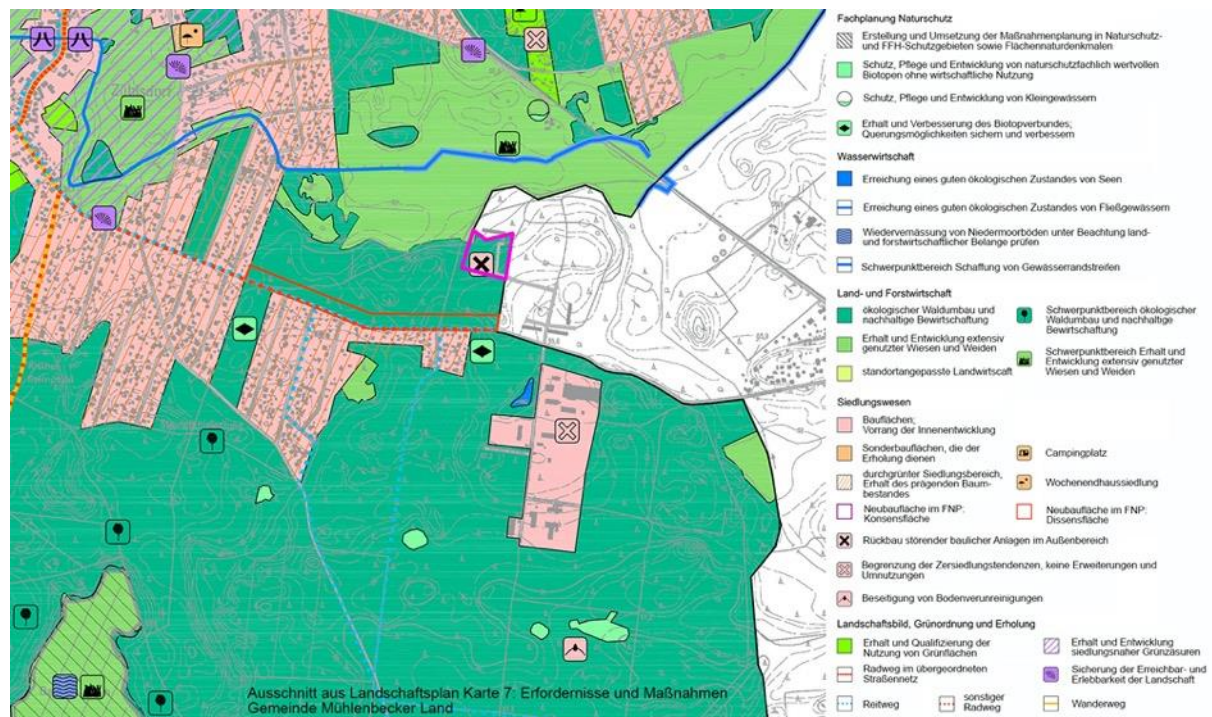 Zühlsdorf
Ausschnitt aus Landschaftsplan Karte 7: Erfordernisse und Maßnahmen
Gemeinde Mühlenbecker Land
Fachplanung Naturschutz
Erstellung und Umsetzung der Maßnahmenplanung in Naturschutz-
und FFH-Schutzgebieten sowie Flächennaturdenkmalen
Schutz, Pflege und Entwicklung von naturschutzfachlich wertvollen
Biotopen ohne wirtschaftliche Nutzung
Schutz, Pflege und Entwicklung von Kleingewässern
Erhalt und Verbesserung des Biotopverbundes;
Querungsmöglichkeiten sichern und verbessern
Wasserwirtschaft
Erreichung eines guten ökologischen Zustandes von Seen
Erreichung eines guten ökologischen Zustandes von Fließgewässern
Wiedervernässung von Niedermoorböden unter Beachtung land-
und forstwirtschaftlicher Belange prüfen
Schwerpunktbereich Schaffung von Gewässerrandstreifen
Land- und Forstwirtschaft
ökologischer Waldumbau und
nachhaltige Bewirtschaftung
Schwerpunktbereich ökologischer
Waldumbau und nachhaltige
Bewirtschaftung
Erhalt und Entwicklung extensiv
genutzter Wiesen und Weiden
Schwerpunktbereich Erhalt und
Entwicklung extensiv genutzter
Wiesen und Weiden
standortangepasste Landwirtscaft
Siedlungswesen
Bauflächen;
Vorrang der Innenentwicklung
Sonderbauflächen, die der
Erholung dienen
Campingplatz
durchgrünter Siedlungsbereich,
Erhalt des prägenden Baum-
bestandes
Wochenendhaussiedlung
Neubaufläche im FNP:
Konsensfläche
Neubaufläche im FNP:
Dissensfläche
Rückbau störender baulicher Anlagen im Außenbereich
Begrenzung der Zersiedlungstendenzen, keine Erweiterungen und
Umnutzungen
Beseitigung von Bodenverunreinigungen
Landschaftsbild, Grünordnung und Erholung
Erhalt und Qualifizierung der
Nutzung von Grünflächen
Erhalt und Entwicklung
siedlungsnaher Grünzäsuren
Radweg im übergeordneten
Straßennetz
Sicherung der Erreichbar- und
Erlebbarkeit der Landschaft
Reitweg
sonstiger
Radweg
Wanderweg